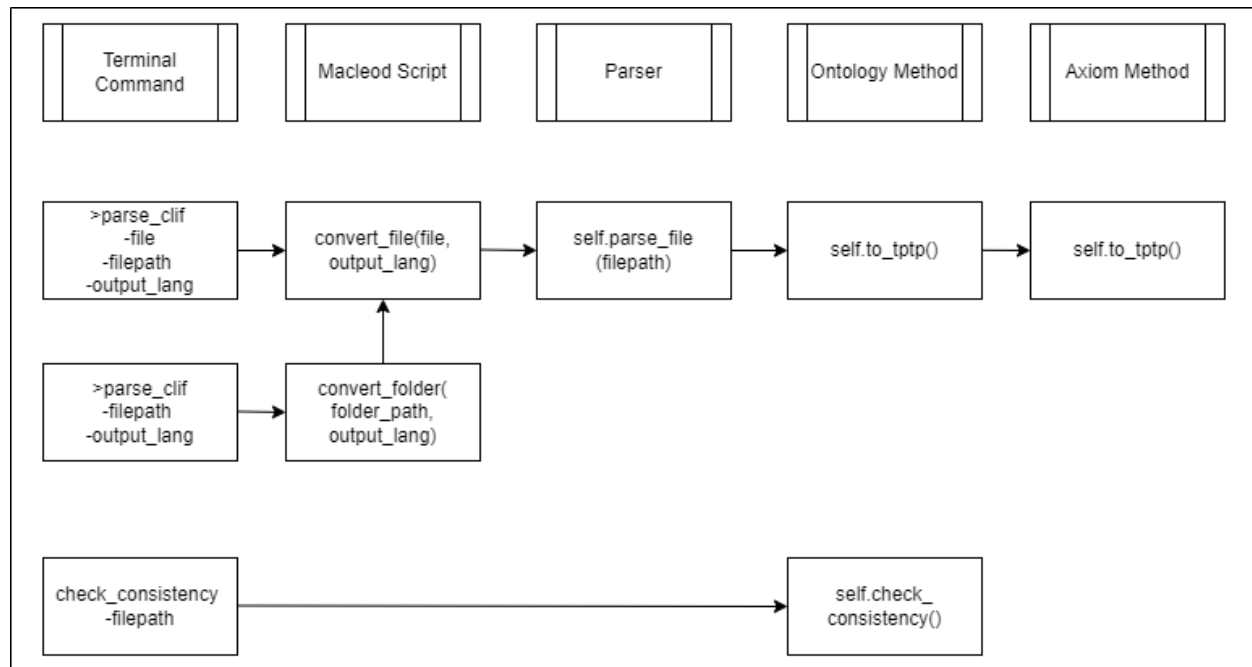 Terminal
Command
Macleod Script
Parser
Ontology Method
Axiom Method
>parse_clif
-file
-filepath
-output_lang
convert_file(file,
output_lang)
self.parse_file
(filepath)
self.to_tptp()
self.to_tptp()
>parse_clif
-filepath
-output_lang
convert_folder(
folder_path,
output_lang)
check_consistency
-filepath
self.check_
consistency()